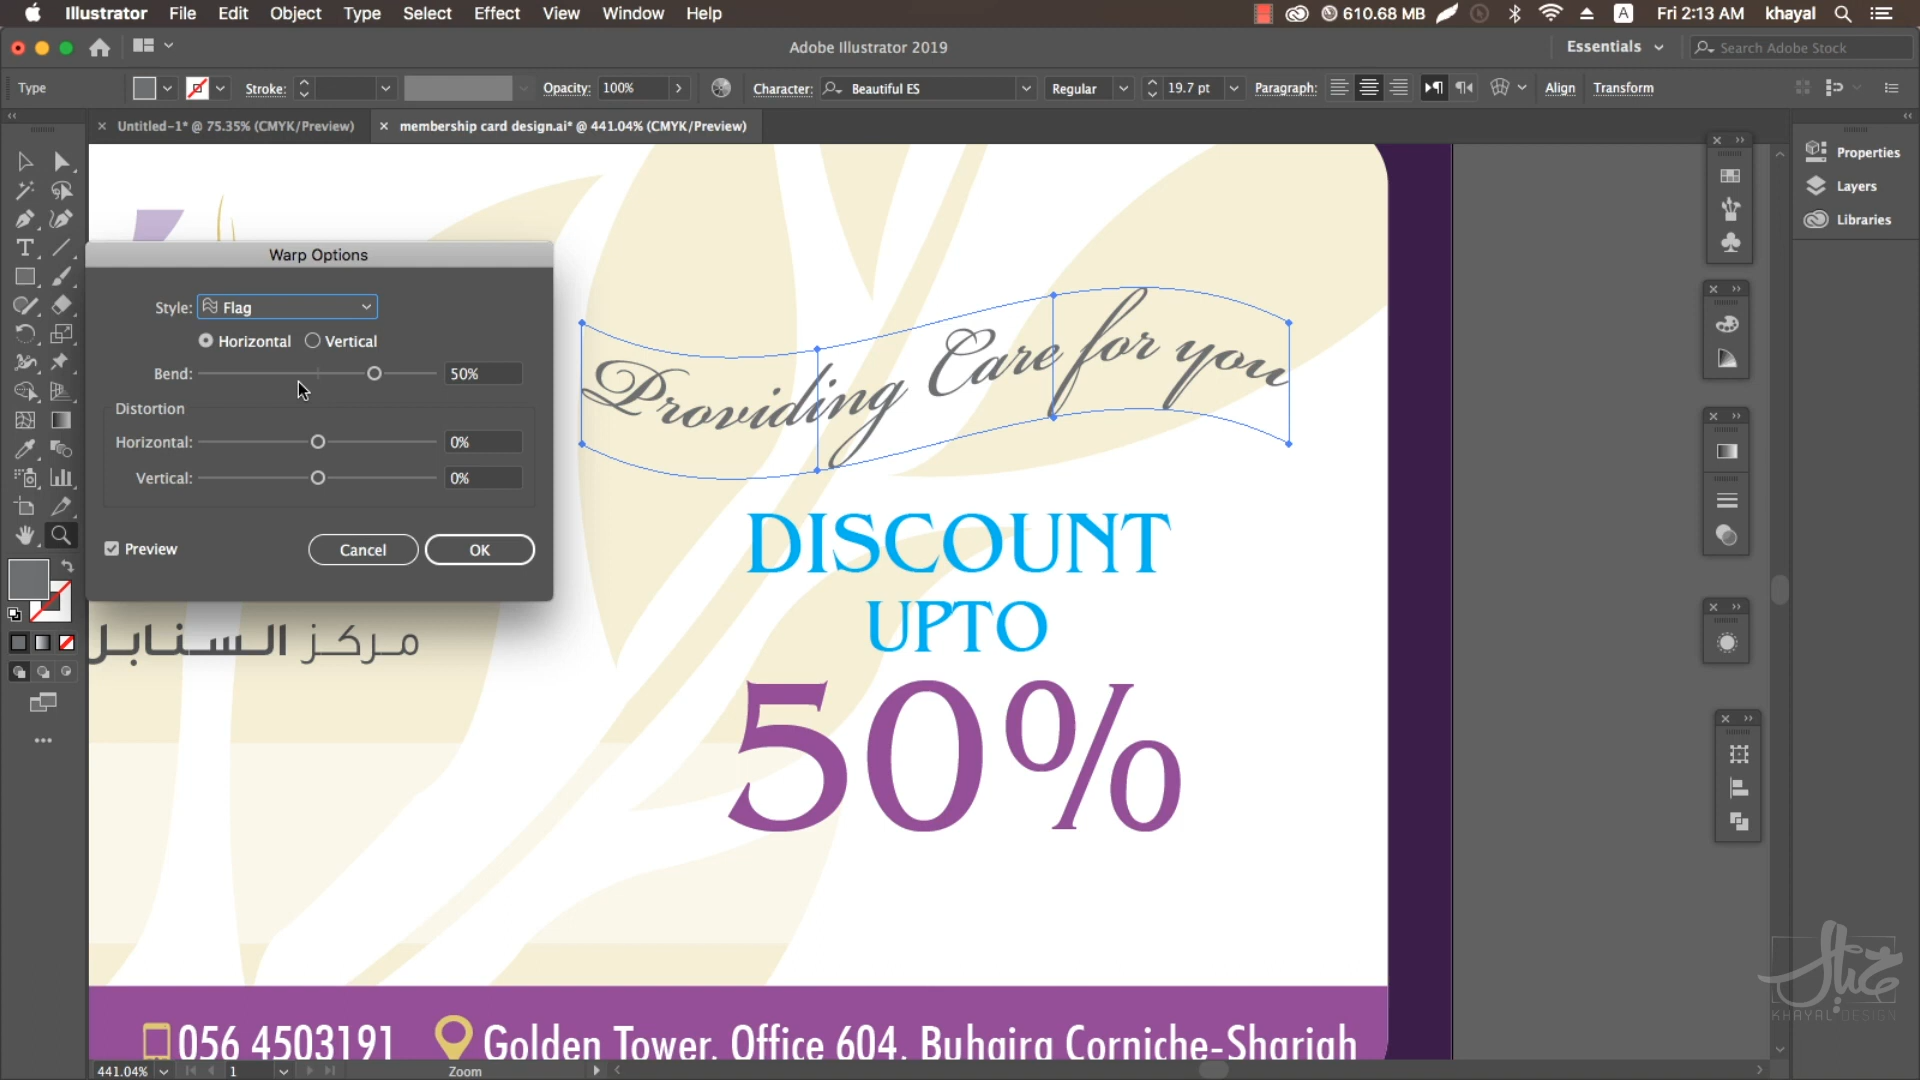 Illustrator File Edit Object Type Select Effect View Window Help 610.68 MB A Fri 2:13 AM khayal
Adobe Illustrator 2019 Essentials Search Adobe Stock
Type Stroke: Opacity: 100% Character: Beautiful ES Regular 19.7 pt Paragraph: Align Transform
Untitled-1* @ 75.35% (CMYK/Preview) membership card design.ai* @ 441.04% (CMYK/Preview)
Properties
Layers
Libraries
Warp Options
Style: Flag
Horizontal Vertical
Bend: 50%
Distortion
Horizontal: 0%
Vertical: 0%
Preview Cancel OK
Providing Care for you
DISCOUNT
UPTO
50%
مركز السنابل
056 4503191 Golden Tower, Office 604, Buhaira Corniche-Sharjah
خيال
KHAYAL DESIGN
441.04% 1 Zoom